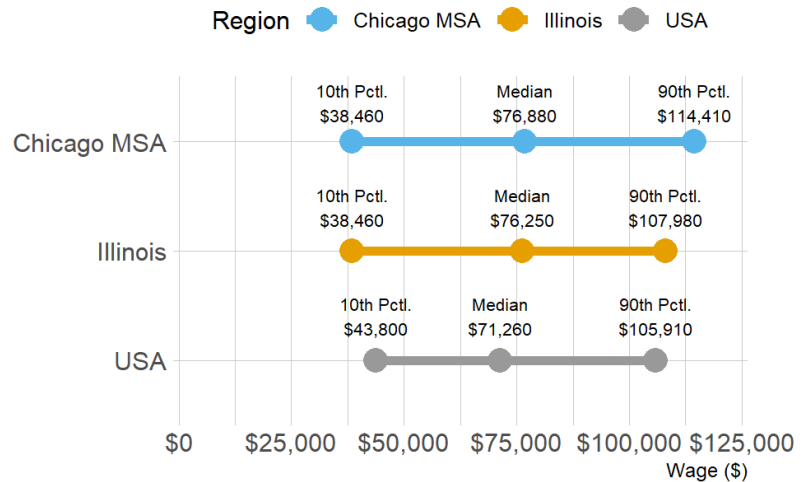 Region Chicago MSA Illinois USA
10th Pctl. Median 90th Pctl.
$38,460 $76,880 $114,410
Chicago MSA
10th Pctl. Median 90th Pctl.
$38,460 $76,250 $107,980
Illinois
10th Pctl. Median 90th Pctl.
$43,800 $71,260 $105,910
USA
$0 $25,000 $50,000 $75,000 $100,000 $125,000
Wage ($)